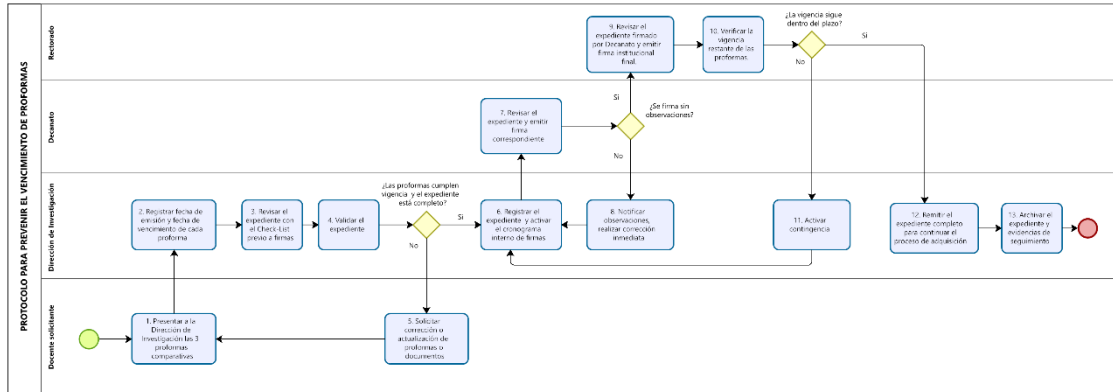 PROTOCOLO PARA PREVENIR EL VENCIMIENTO DE PROFORMAS
Rectorado
9. Revisar el
expediente firmado
por Decanato y emitir
firma institucional
final.
10. Verificar la
vigencia
restante de las
proformas.
¿La vigencia sigue
dentro del plazo?
Si
No
Decanato
7. Revisar el
expediente y emitir
firma
correspondiente
Si
¿Se firma sin
observaciones?
No
Dirección de Investigación
2. Registrar fecha de
emisión y fecha de
vencimiento de cada
proforma
3. Revisar el
expediente con
el Check-List
previo a firmas
4. Validar el
expediente
¿Las proformas cumplen
vigencia y el expediente
está completo?
Si
No
6. Registrar el
expediente y activar
el cronograma
interno de firmas
8. Notificar
observaciones,
realizar corrección
inmediata
11. Activar
contingencia
12. Remitir el
expediente completo
para continuar el
proceso de adquisición
13. Archivar el
expediente y
evidencias de
seguimiento
Docente solicitante
1. Presentar a la
Dirección de
Investigación las 3
proformas
comparativas
5. Solicitar
corrección o
actualización de
proformas o
documentos